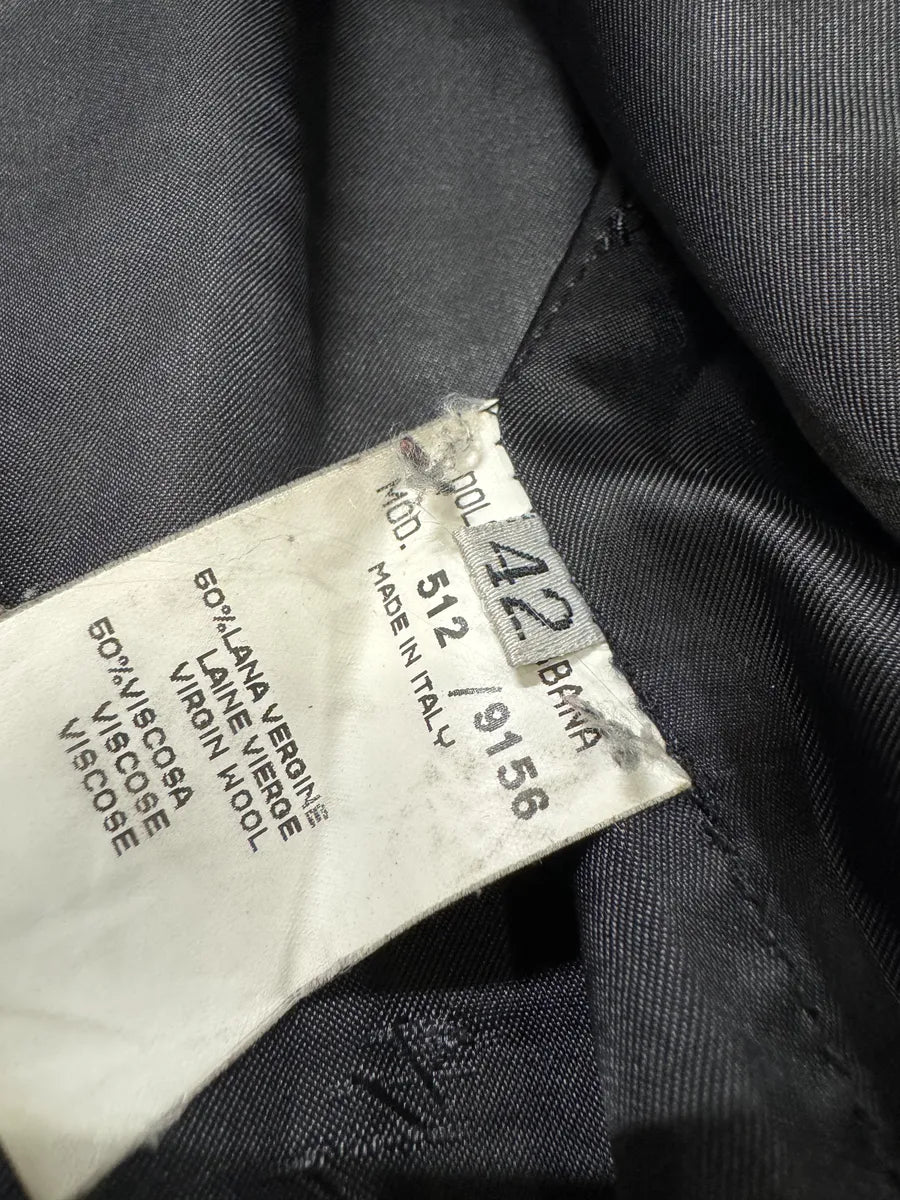 DOL
BANA
42
MOD. 512 /9156
MADE IN ITALY
50%LANA VERGINE
LAINE VIERGE
VIRGIN WOOL
50%VISCOSA
VISCOSE
VISCOSE